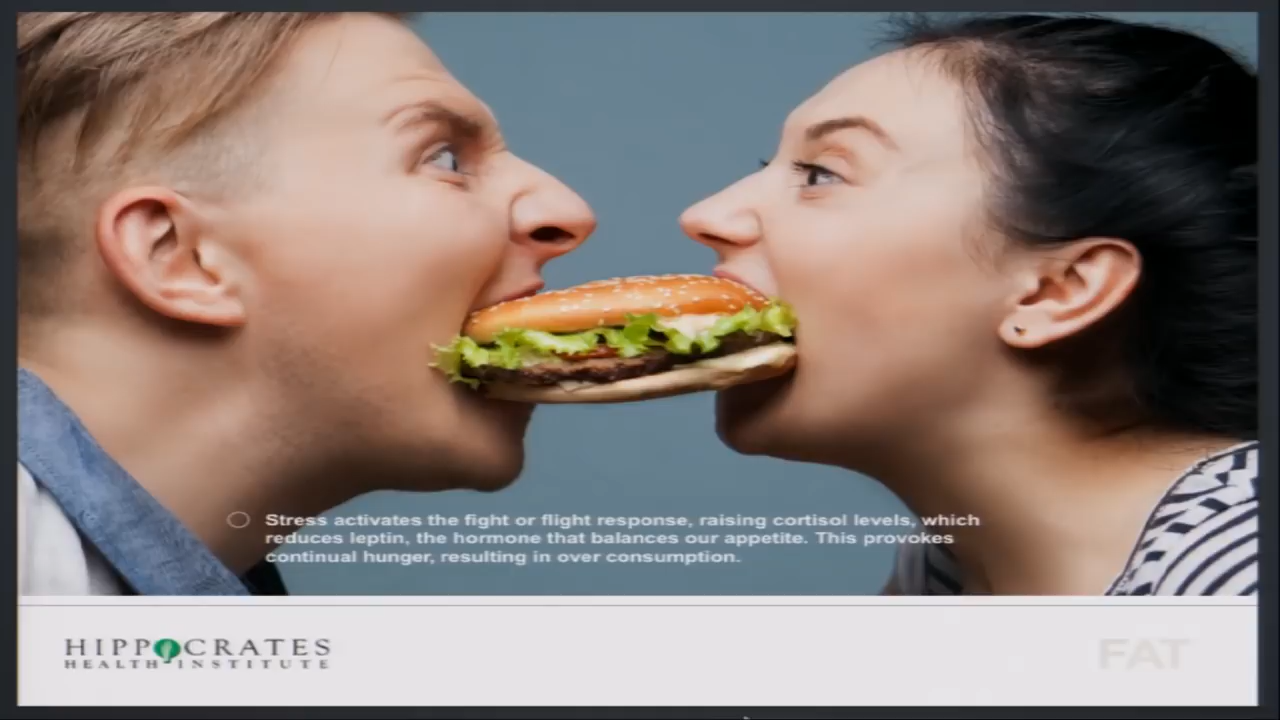 Stress activates the fight or flight response, raising cortisol levels, which
reduces leptin, the hormone that balances our appetite. This provokes
continual hunger, resulting in over consumption.
HIPPOCRATES
HEALTH INSTITUTE
FAT